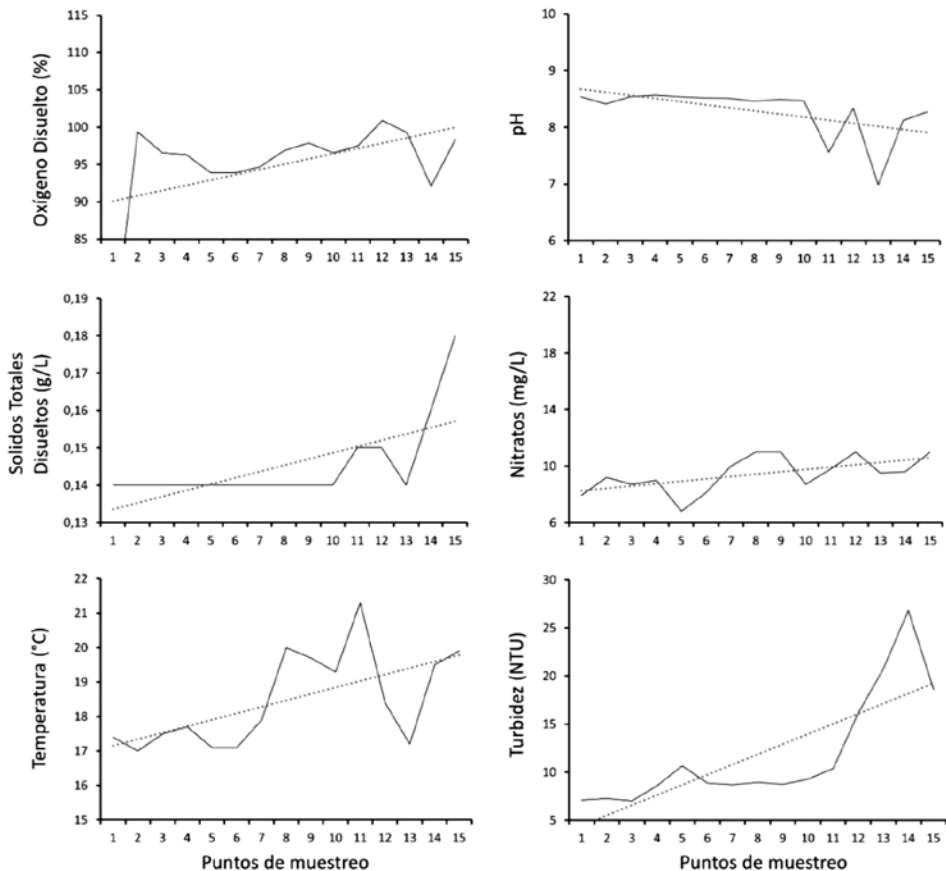 Oxígeno Disuelto (%)
115
110
105
100
95
90
85
1 2 3 4 5 6 7 8 9 10 11 12 13 14 15
pH
10
9
8
7
6
1 2 3 4 5 6 7 8 9 10 11 12 13 14 15
Solidos Totales
Disueltos (g/L)
0,19
0,18
0,17
0,16
0,15
0,14
0,13
1 2 3 4 5 6 7 8 9 10 11 12 13 14 15
Nitratos (mg/L)
22
18
14
10
6
1 2 3 4 5 6 7 8 9 10 11 12 13 14 15
Temperatura (°C)
22
21
20
19
18
17
16
15
1 2 3 4 5 6 7 8 9 10 11 12 13 14 15
Puntos de muestreo
Turbidez (NTU)
30
25
20
15
10
5
1 2 3 4 5 6 7 8 9 10 11 12 13 14 15
Puntos de muestreo